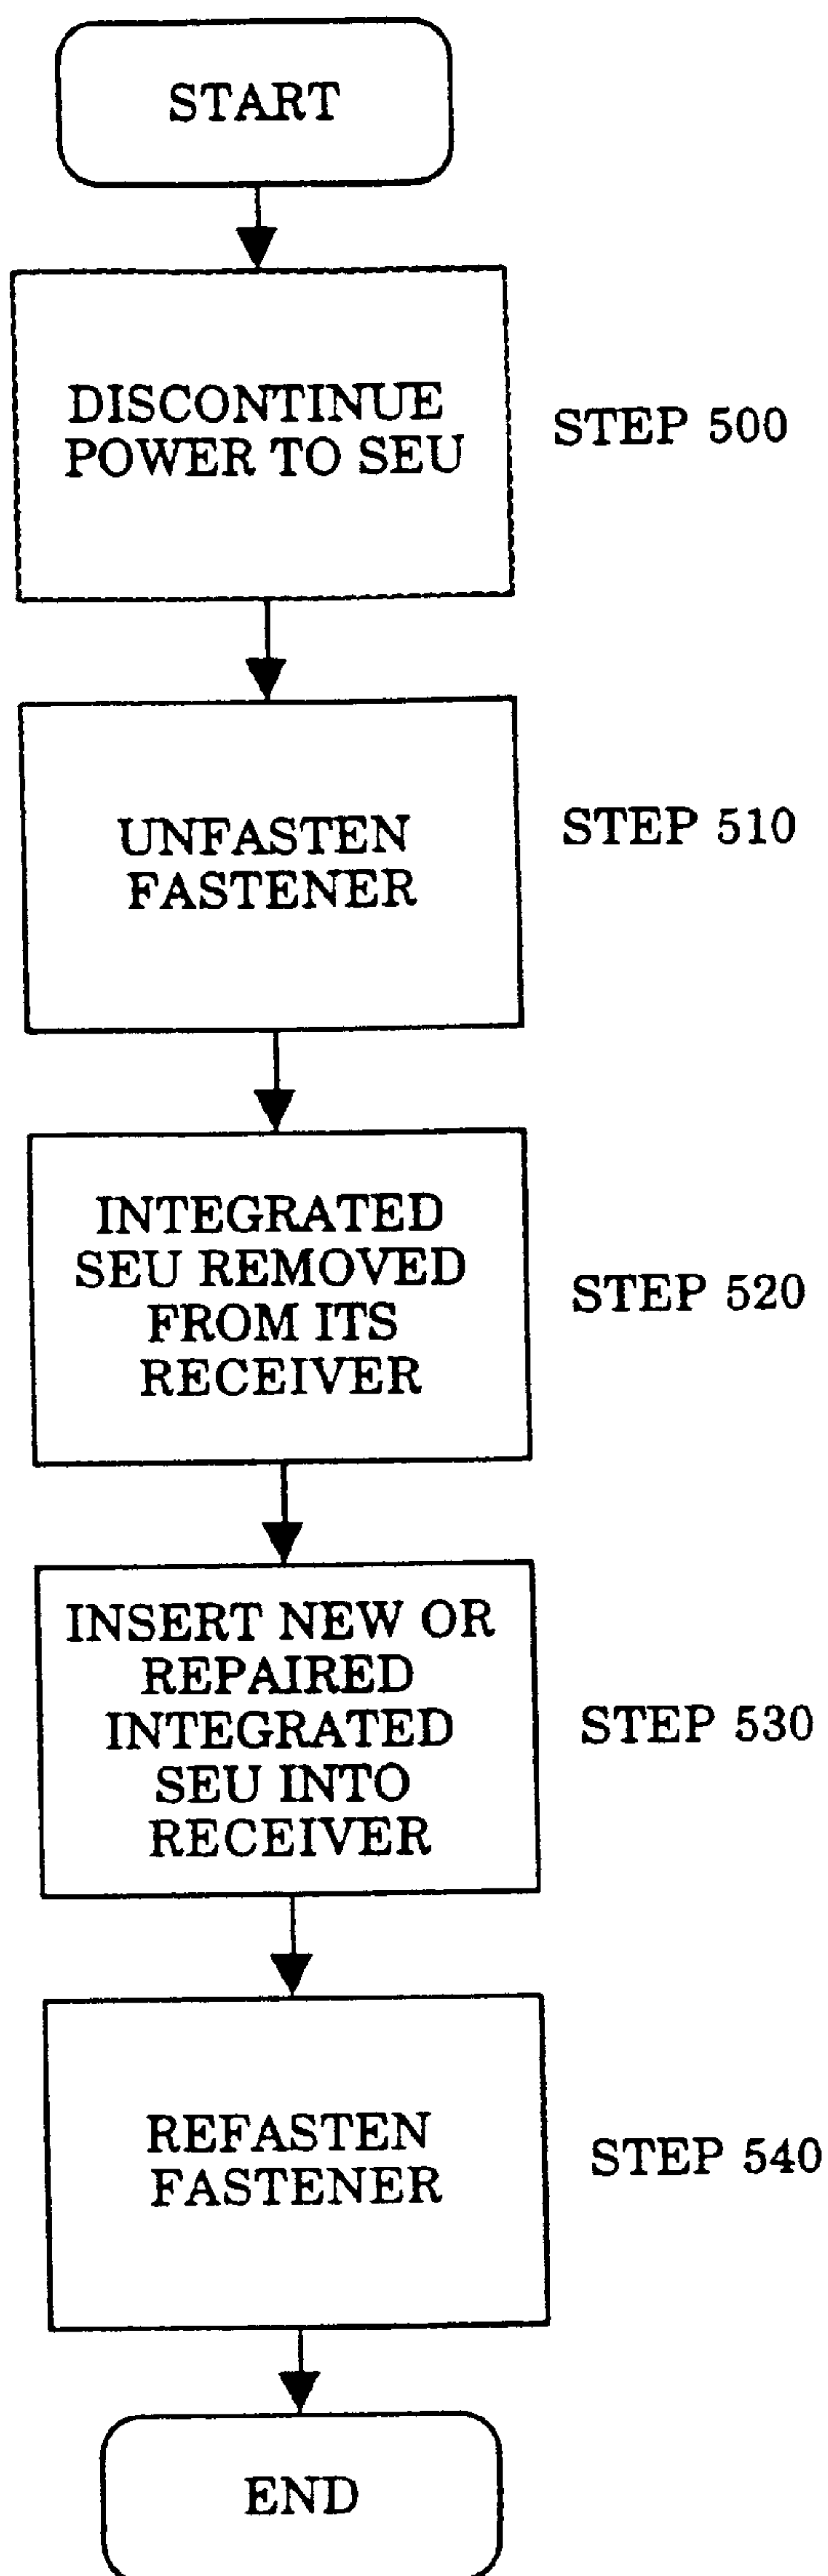 START
DISCONTINUE
POWER TO SEU
STEP 500
UNFASTEN
FASTENER
STEP 510
INTEGRATED
SEU REMOVED
FROM ITS
RECEIVER
STEP 520
INSERT NEW OR
REPAIRED
INTEGRATED
SEU INTO
RECEIVER
STEP 530
REFASTEN
FASTENER
STEP 540
END